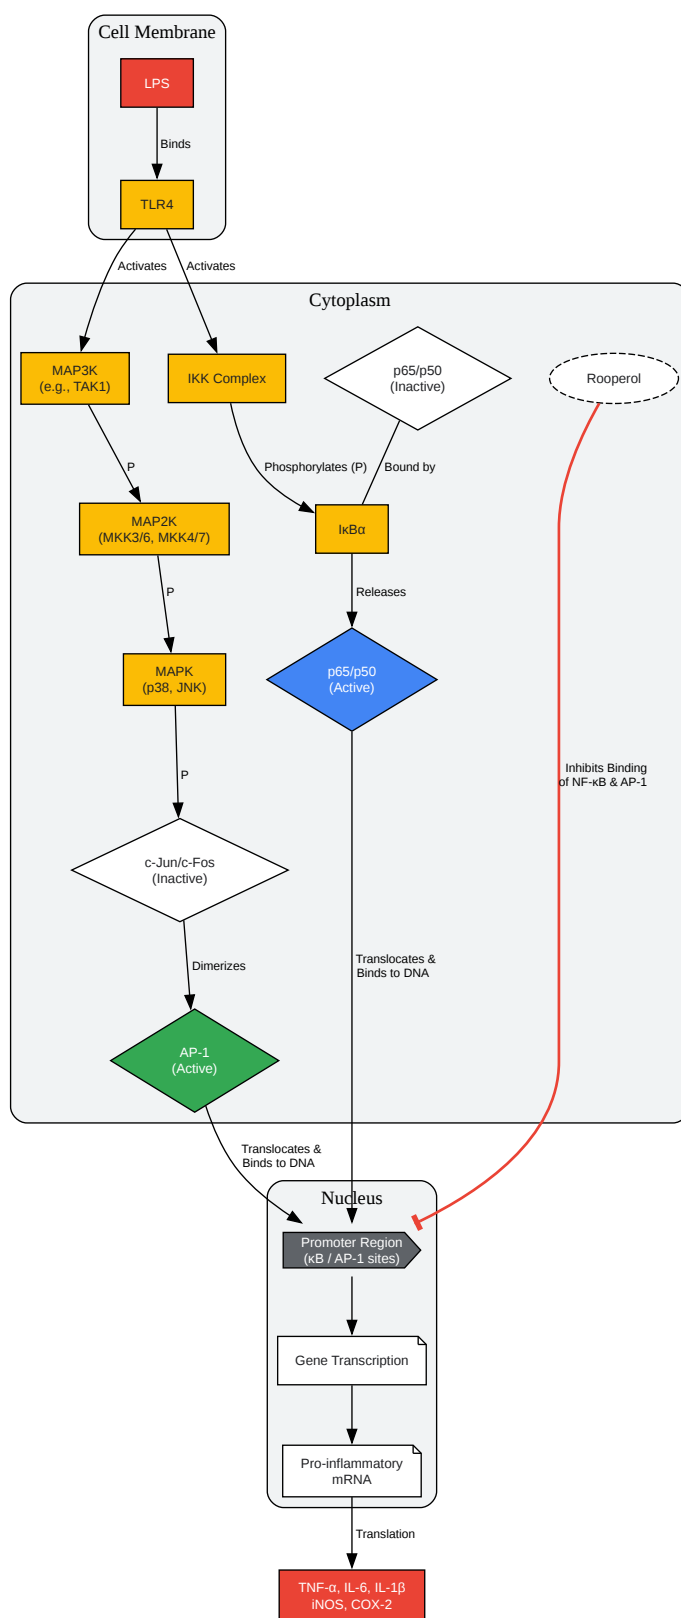 Cell Membrane
LPS
Binds
TLR4
Activates
Activates
Cytoplasm
MAP3K
(e.g., TAK1)
IKK Complex
p65/p50
(Inactive)
Rooperol
P
Phosphorylates (P)
Bound by
MAP2K
(MKK3/6, MKK4/7)
IκBα
P
Releases
MAPK
(p38, JNK)
p65/p50
(Active)
P
Inhibits Binding
of NF-κB & AP-1
c-Jun/c-Fos
(Inactive)
Dimerizes
Translocates &
Binds to DNA
AP-1
(Active)
Translocates &
Binds to DNA
Nucleus
Promoter Region
(κB / AP-1 sites)
Gene Transcription
Pro-inflammatory
mRNA
Translation
TNF-α, IL-6, IL-1β
iNOS, COX-2